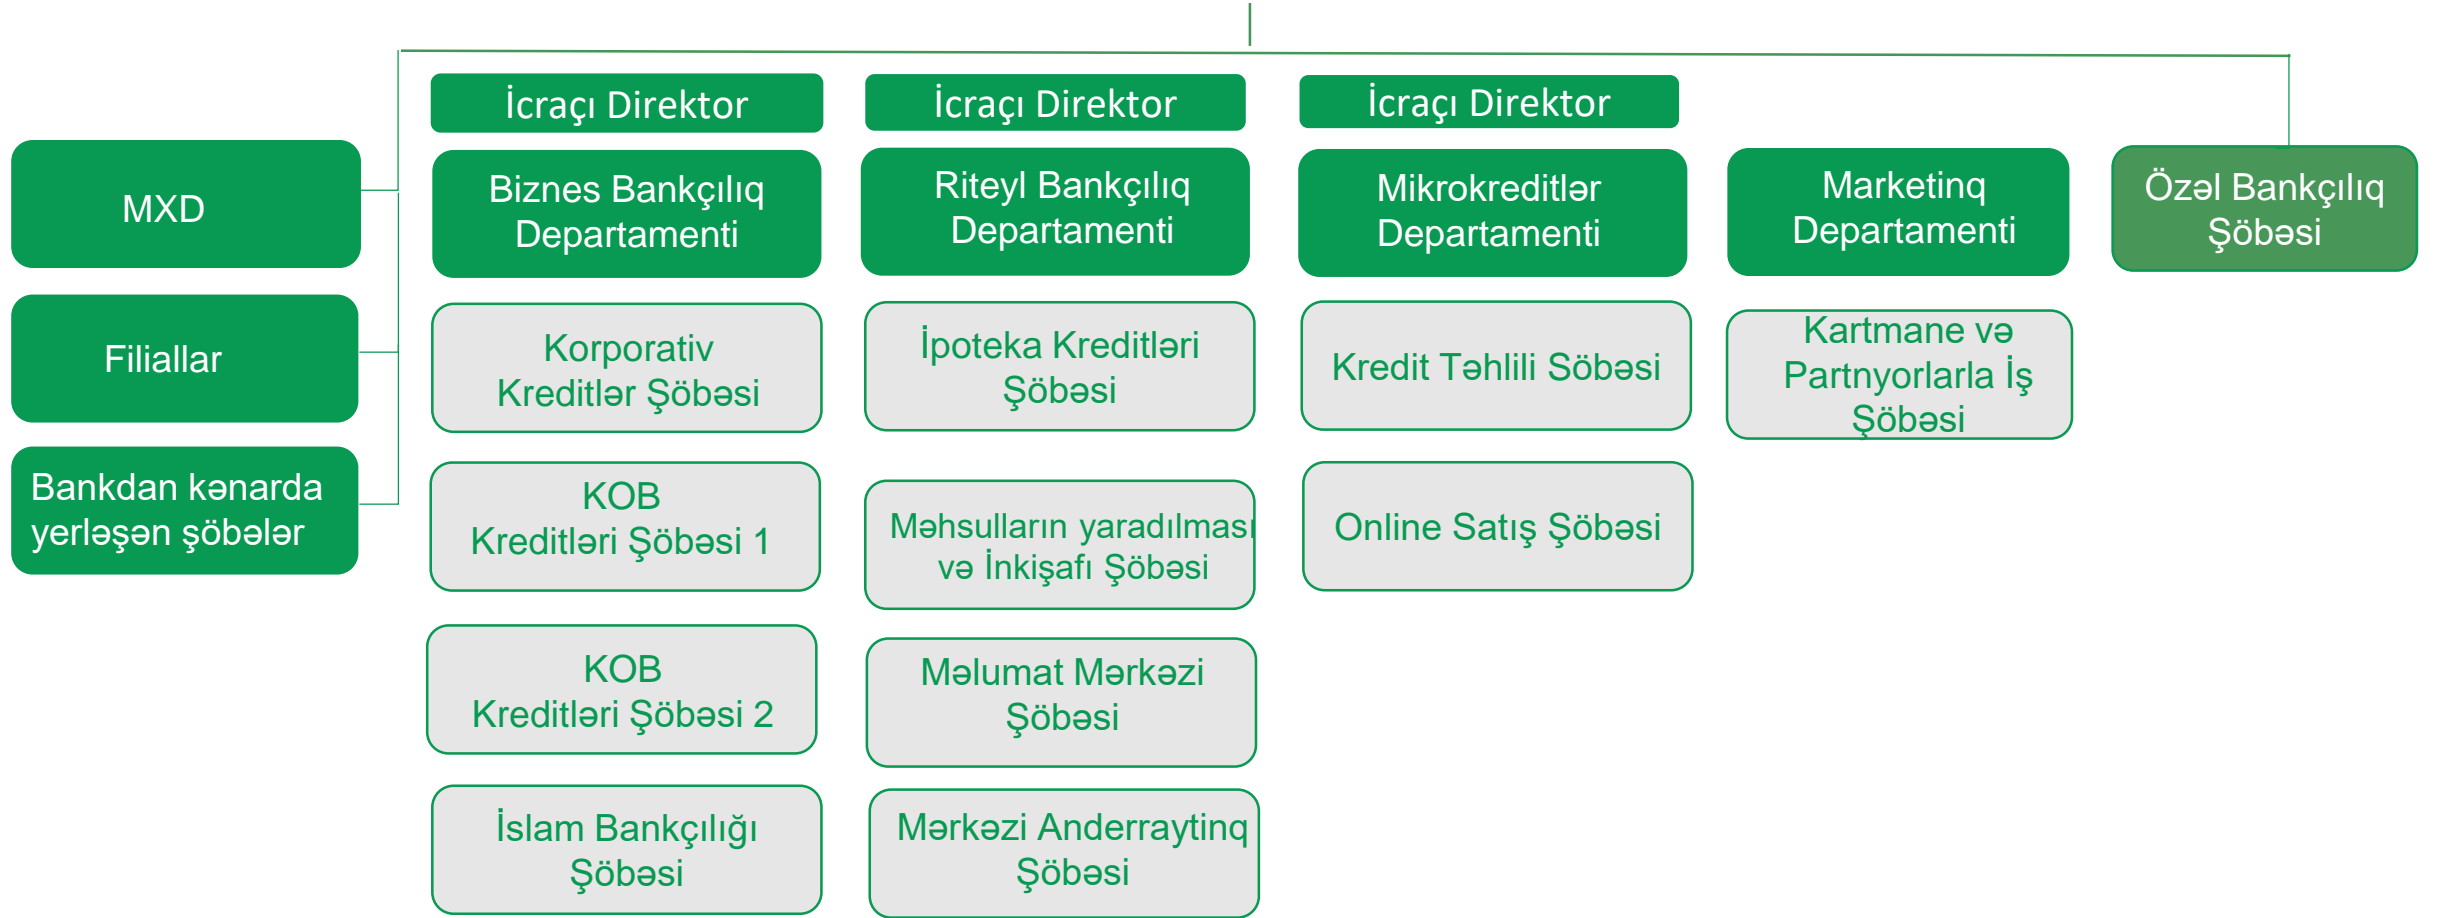 İcraçı Direktor
İcraçı Direktor
İcraçı Direktor
MXD
Biznes Bankçılıq
Departamenti
Riteyl Bankçılıq
Departamenti
Mikrokreditlər
Departamenti
Marketinq
Departamenti
Özəl Bankçılıq
Şöbəsi
Filiallar
Korporativ
Kreditlər Şöbəsi
İpoteka Kreditləri
Şöbəsi
Kredit Təhlili Söbəsi
Kartmane və
Partnyorlarla İş
Şöbəsi
Bankdan kənarda
yerləşən şöbələr
KOB
Kreditləri Şöbəsi 1
Məhsulların yaradılması
və İnkişafı Şöbəsi
Online Satış Şöbəsi
KOB
Kreditləri Şöbəsi 2
Məlumat Mərkəzi
Şöbəsi
İslam Bankçılığı
Şöbəsi
Mərkəzi Anderraytinq
Şöbəsi